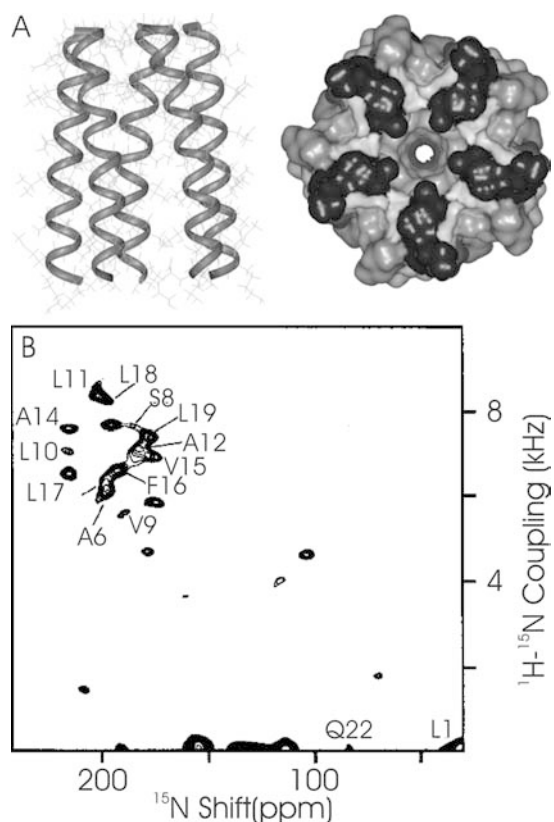 A
B
L11
L18
S8
A14
L19
A12
L10
V15
F16
L17
A6
V9
Q22
L1
8
4
¹H-¹⁵N Coupling (kHz)
200
100
¹⁵N Shift(ppm)